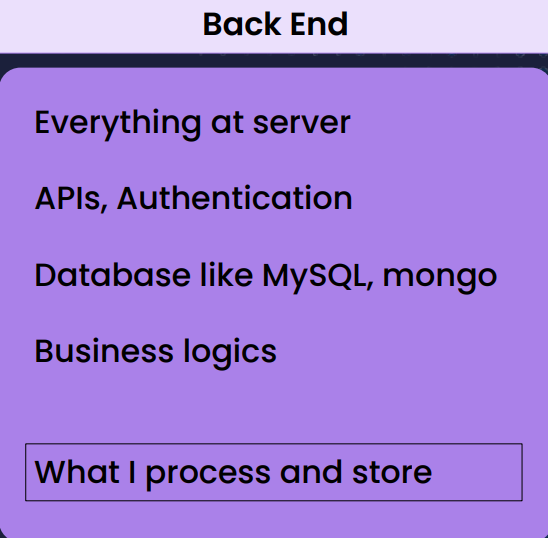 Back End
Everything at server
APIs, Authentication
Database like MySQL, mongo
Business logics
What I process and store